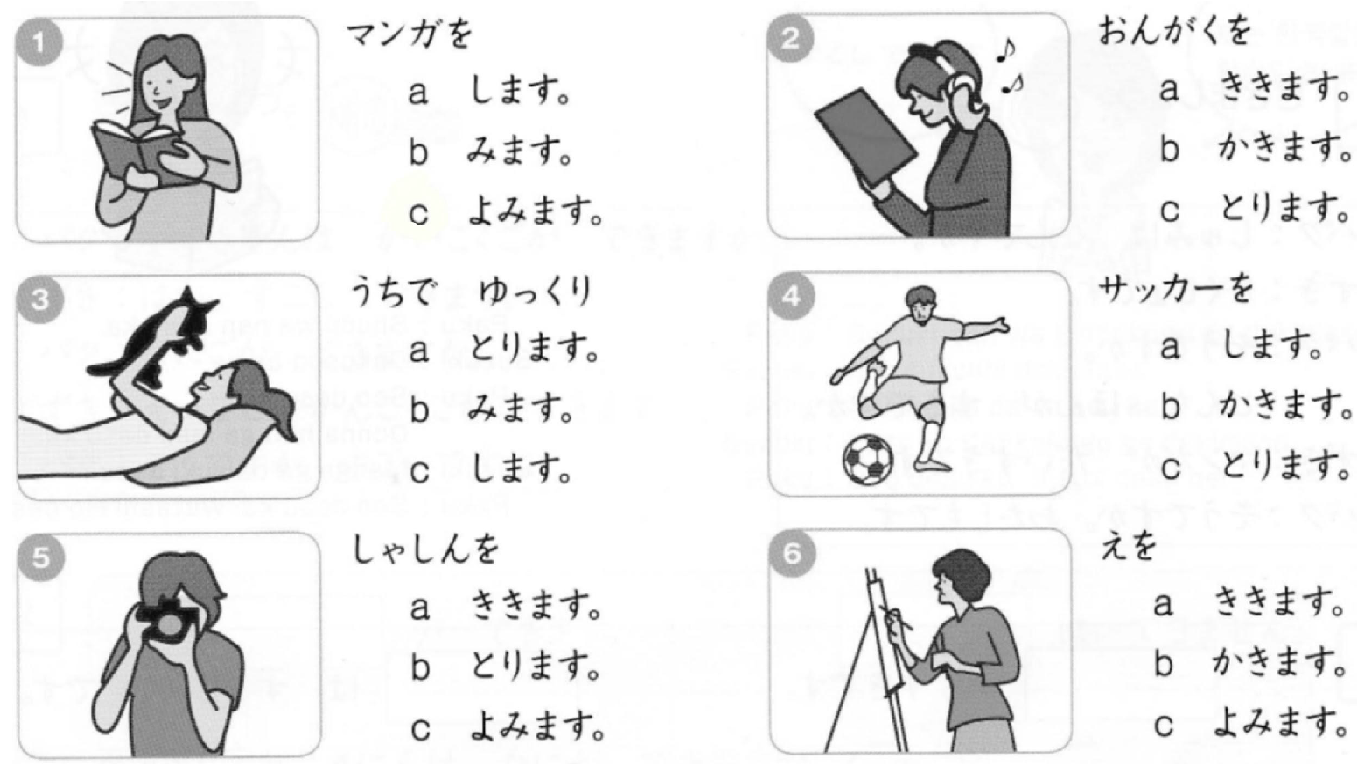 1
マンガを
a します。
b みます。
c よみます。
2
おんがくを
a ききます。
b かきます。
c とります。
3
うちで ゆっくり
a とります。
b みます。
c します。
4
サッカーを
a します。
b かきます。
c とります。
5
しゃしんを
a ききます。
b とります。
c よみます。
6
えを
a ききます。
b かきます。
c よみます。